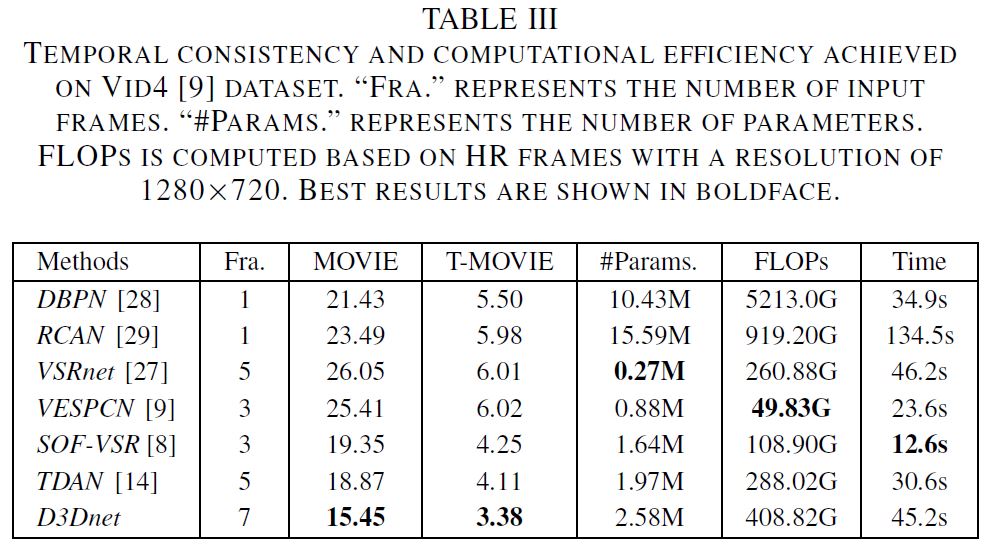 TABLE III
TEMPORAL CONSISTENCY AND COMPUTATIONAL EFFICIENCY ACHIEVED
ON VID4 [9] DATASET. “FRA.” REPRESENTS THE NUMBER OF INPUT
FRAMES. “#PARAMS.” REPRESENTS THE NUMBER OF PARAMETERS.
FLOPS IS COMPUTED BASED ON HR FRAMES WITH A RESOLUTION OF
1280×720. BEST RESULTS ARE SHOWN IN BOLDFACE.
Methods Fra. MOVIE T-MOVIE #Params. FLOPs Time
DBPN [28] 1 21.43 5.50 10.43M 5213.0G 34.9s
RCAN [29] 1 23.49 5.98 15.59M 919.20G 134.5s
VSRnet [27] 5 26.05 6.01 0.27M 260.88G 46.2s
VESPCN [9] 3 25.41 6.02 0.88M 49.83G 23.6s
SOF-VSR [8] 3 19.35 4.25 1.64M 108.90G 12.6s
TDAN [14] 5 18.87 4.11 1.97M 288.02G 30.6s
D3Dnet 7 15.45 3.38 2.58M 408.82G 45.2s